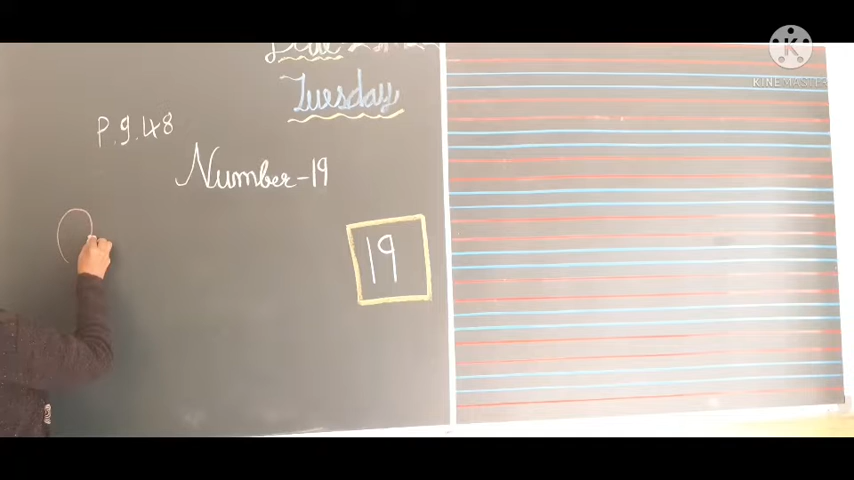 Tuesday
P.g.48
Number-19
19
K
KINEMASTER